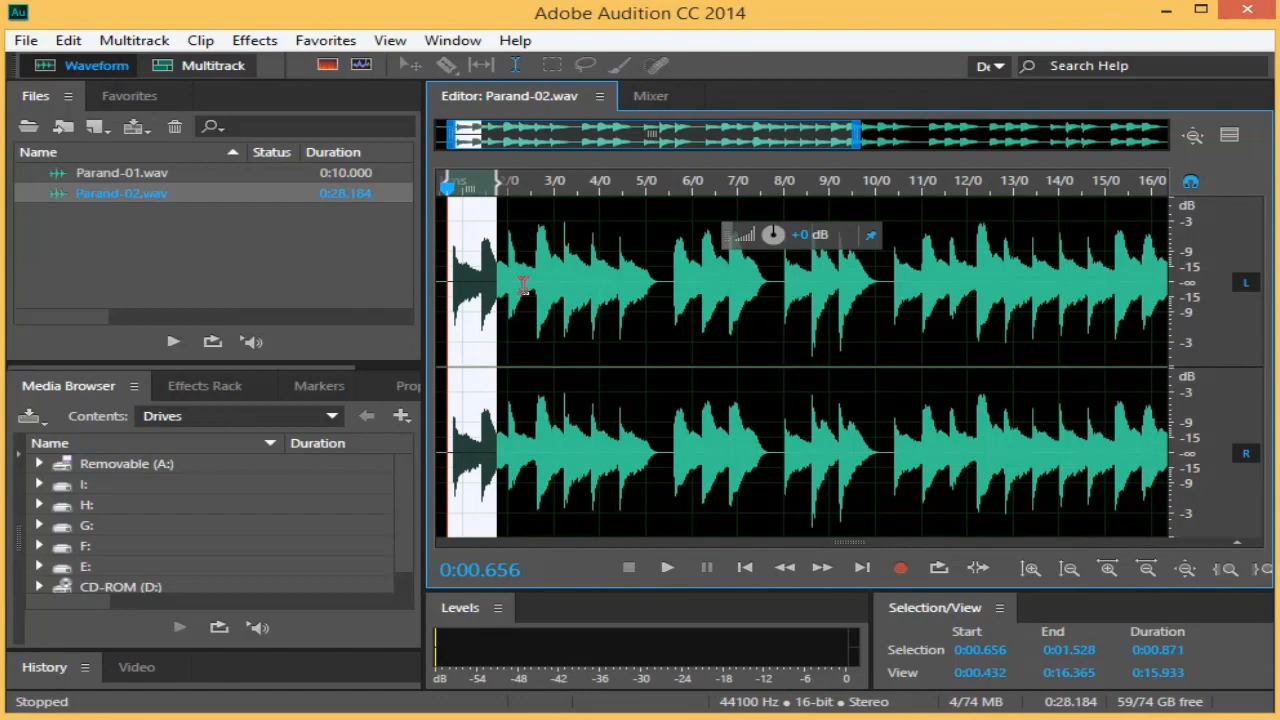 Au
Adobe Audition CC 2014
File Edit Multitrack Clip Effects Favorites View Window Help
Waveform Multitrack
Search Help
Files Favorites
Name Status Duration
Parand-01.wav 0:10.000
Parand-02.wav 0:28.184
Media Browser Effects Rack Markers
Contents: Drives
Name Duration
Removable (A:)
I:
H:
G:
F:
E:
CD-ROM (D:)
History Video
Editor: Parand-02.wav Mixer
2/0 3/0 4/0 5/0 6/0 7/0 8/0 9/0 10/0 11/0 12/0 13/0 14/0 15/0 16/0
+0 dB
dB
-3
-9
-15
-∞
-15
-9
-3
L
dB
-3
-9
-15
-∞
-15
-9
-3
R
0:00.656
Levels
dB -54 -48 -42 -36 -30 -24 -18 -12 -6 0
Selection/View
Start End Duration
Selection 0:00.656 0:01.528 0:00.871
View 0:00.432 0:16.365 0:15.933
Stopped
44100 Hz ● 16-bit ● Stereo 4/74 MB 0:28.184 59/74 GB free